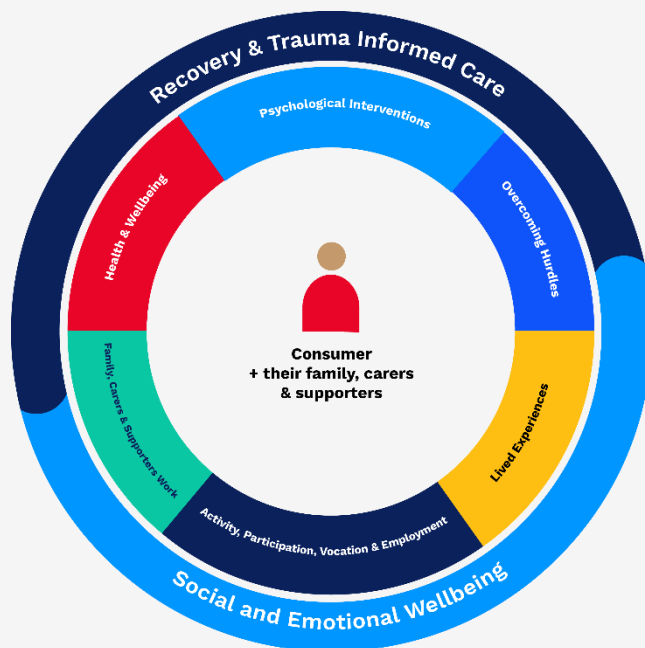 Recovery & Trauma Informed Care
Psychological Interventions
Health & Wellbeing
Overcoming Hurdles
Consumer
+ their family, carers
& supporters
Family, Carers & Supporters Work
Lived Experiences
Activity, Participation, Vocation & Employment
Social and Emotional Wellbeing